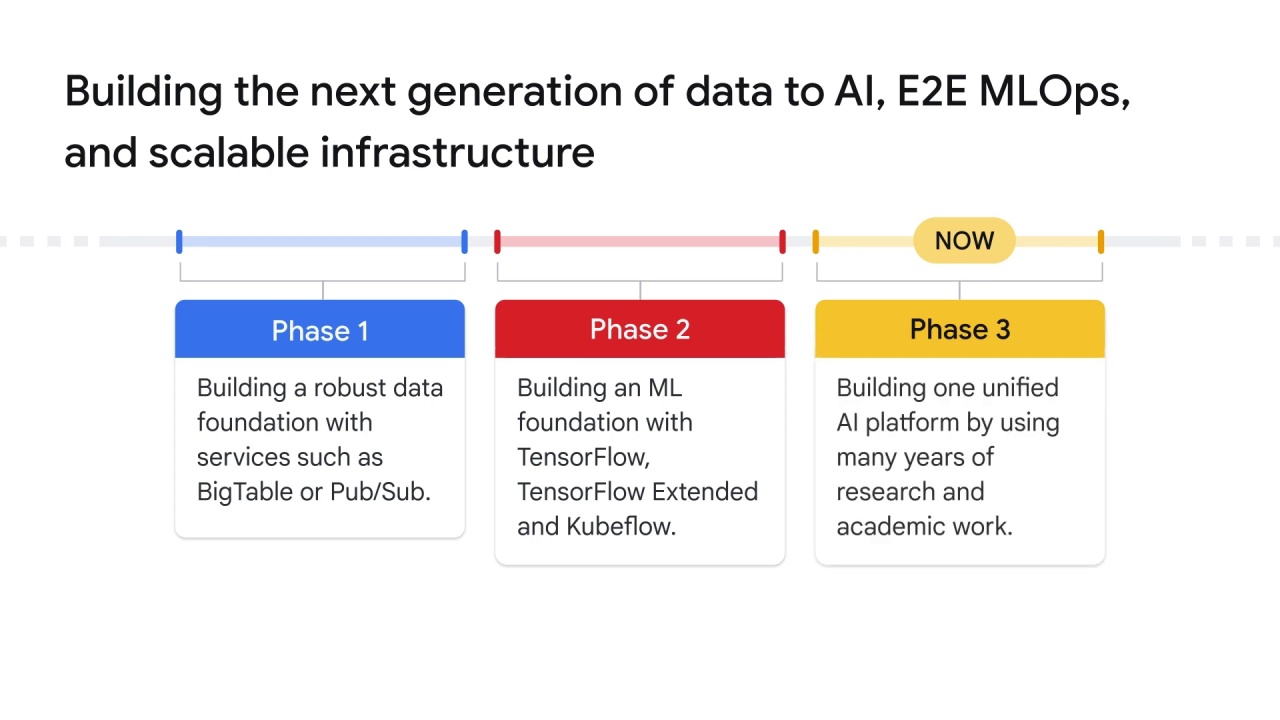 Building the next generation of data to AI, E2E MLOps,
and scalable infrastructure
NOW
Phase 1
Building a robust data
foundation with
services such as
BigTable or Pub/Sub.
Phase 2
Building an ML
foundation with
TensorFlow,
TensorFlow Extended
and Kubeflow.
Phase 3
Building one unified
AI platform by using
many years of
research and
academic work.